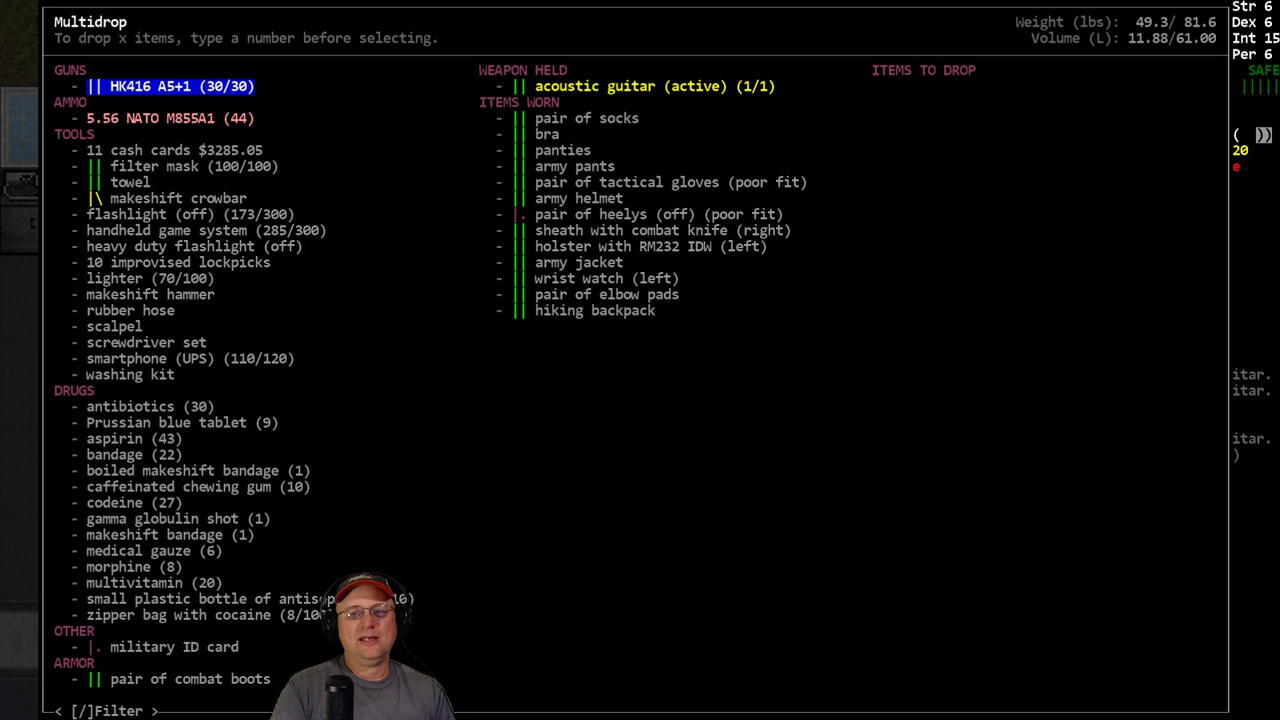 Multidrop
To drop x items, type a number before selecting.
Weight (lbs): 49.3/ 81.6
Volume (L): 11.88/61.00
Str 6
Dex 6
Int 15
Per 6
SAFE
GUNS
- || HK416 A5+1 (30/30)
AMMO
- 5.56 NATO M855A1 (44)
TOOLS
- 11 cash cards $3285.05
- || filter mask (100/100)
- || towel
- |\ makeshift crowbar
- flashlight (off) (173/300)
- handheld game system (285/300)
- heavy duty flashlight (off)
- 10 improvised lockpicks
- lighter (70/100)
- makeshift hammer
- rubber hose
- scalpel
- screwdriver set
- smartphone (UPS) (110/120)
- washing kit
DRUGS
- antibiotics (30)
- Prussian blue tablet (9)
- aspirin (43)
- bandage (22)
- boiled makeshift bandage (1)
- caffeinated chewing gum (10)
- codeine (27)
- gamma globulin shot (1)
- makeshift bandage (1)
- medical gauze (6)
- morphine (8)
- multivitamin (20)
- small plastic bottle of
- zipper bag with cocaine
OTHER
- |. military ID card
ARMOR
- || pair of combat boots
< [/]Filter >
WEAPON HELD
- || acoustic guitar (active) (1/1)
ITEMS WORN
- || pair of socks
- || bra
- || panties
- || army pants
- || pair of tactical gloves (poor fit)
- || army helmet
- |. pair of heelys (off) (poor fit)
- || sheath with combat knife (right)
- || holster with RM232 IDW (left)
- || army jacket
- || wrist watch (left)
- || pair of elbow pads
- || hiking backpack
ITEMS TO DROP
|||||
( ))
20
e
itar.
itar.
itar.
)